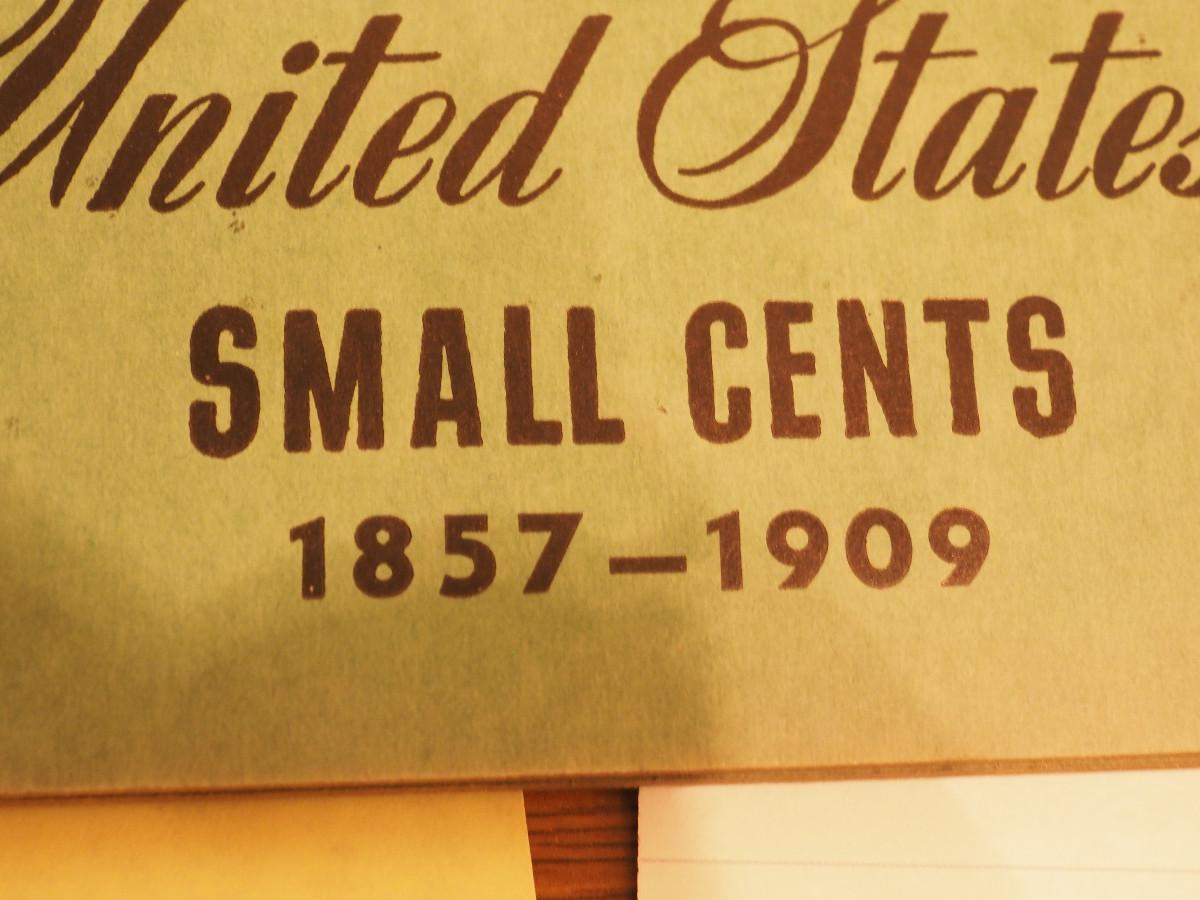 United States
SMALL CENTS
1857—1909